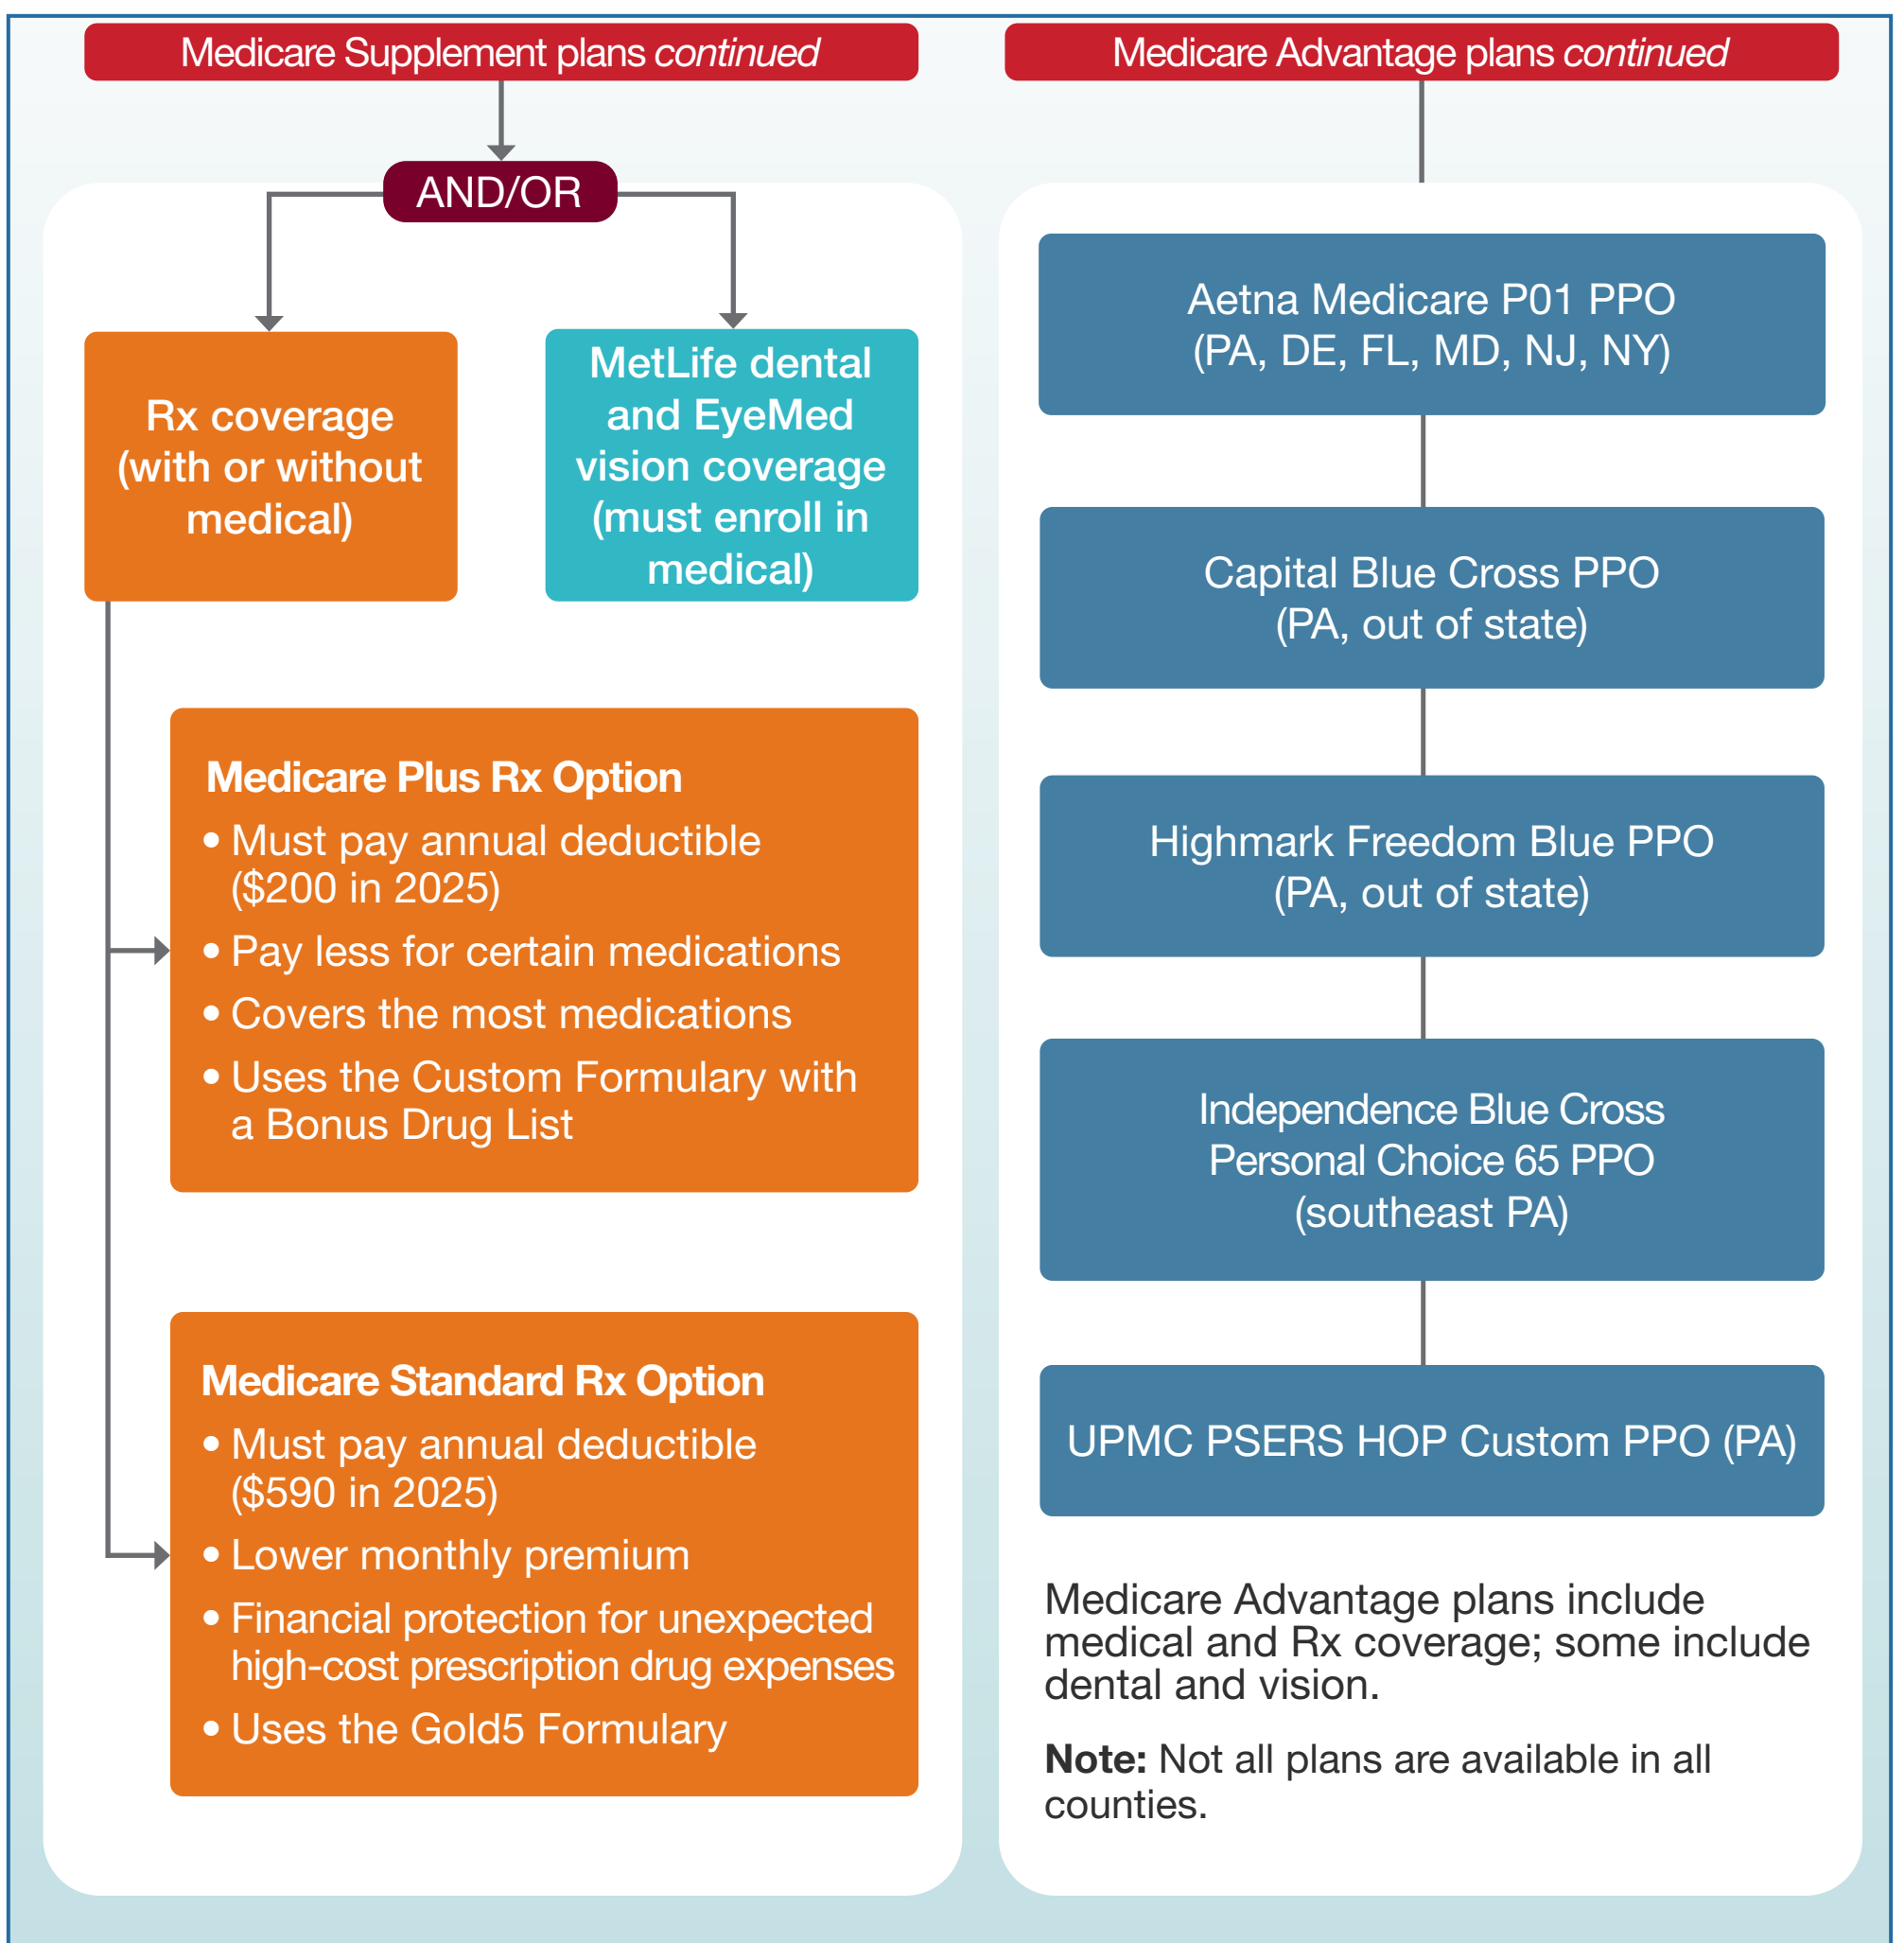 Medicare Supplement plans continued
AND/OR
Rx coverage
(with or without
medical)
MetLife dental
and EyeMed
vision coverage
(must enroll in
medical)
Medicare Plus Rx Option
• Must pay annual deductible
($200 in 2025)
• Pay less for certain medications
• Covers the most medications
• Uses the Custom Formulary with
a Bonus Drug List
Medicare Standard Rx Option
• Must pay annual deductible
($590 in 2025)
• Lower monthly premium
• Financial protection for unexpected
high-cost prescription drug expenses
• Uses the Gold5 Formulary
Medicare Advantage plans continued
Aetna Medicare P01 PPO
(PA, DE, FL, MD, NJ, NY)
Capital Blue Cross PPO
(PA, out of state)
Highmark Freedom Blue PPO
(PA, out of state)
Independence Blue Cross
Personal Choice 65 PPO
(southeast PA)
UPMC PSERS HOP Custom PPO (PA)
Medicare Advantage plans include
medical and Rx coverage; some include
dental and vision.
Note: Not all plans are available in all
counties.